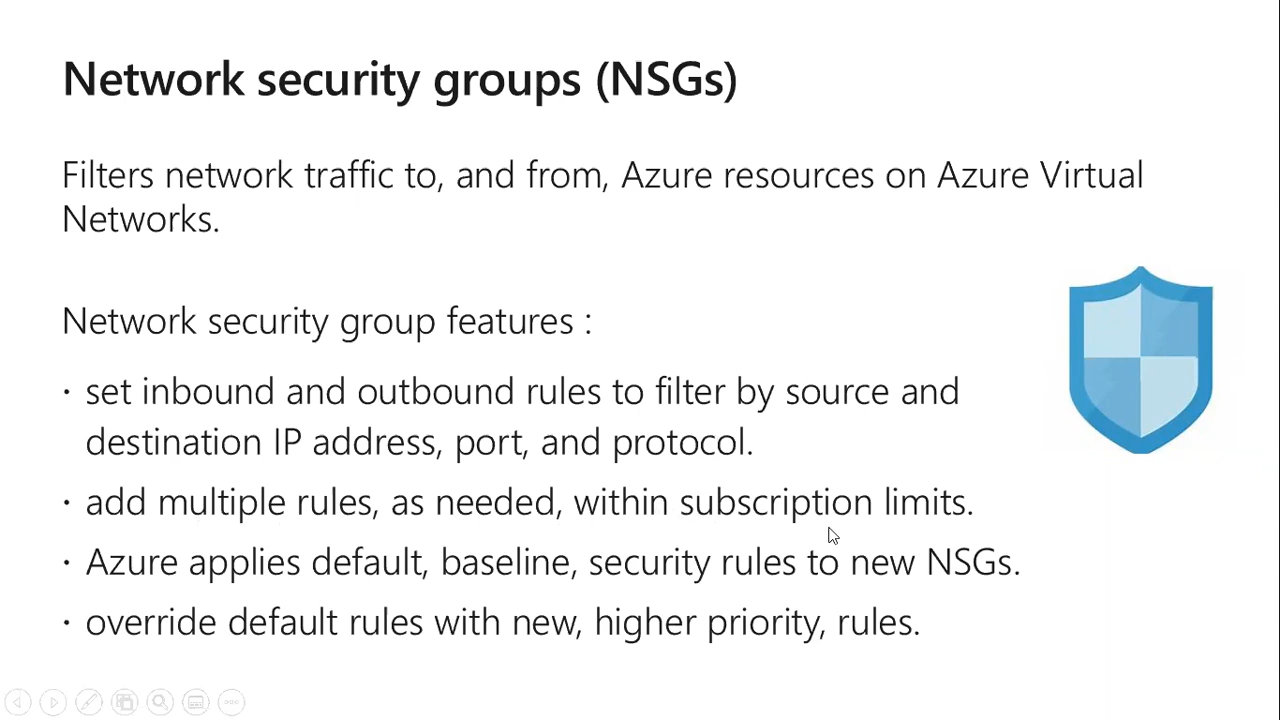 Network security groups (NSGs)
Filters network traffic to, and from, Azure resources on Azure Virtual
Networks.
Network security group features :
· set inbound and outbound rules to filter by source and
destination IP address, port, and protocol.
· add multiple rules, as needed, within subscription limits.
· Azure applies default, baseline, security rules to new NSGs.
· override default rules with new, higher priority, rules.